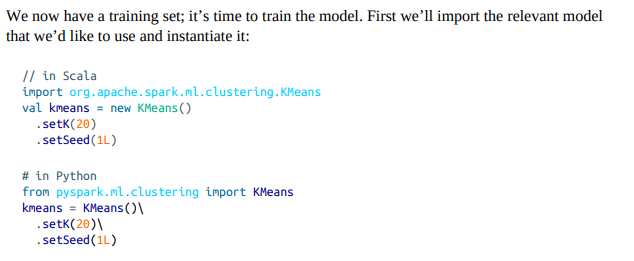 We now have a training set; it’s time to train the model. First we’ll import the relevant model
that we’d like to use and instantiate it:
// in Scala
import org.apache.spark.ml.clustering.KMeans
val kmeans = new KMeans()
  .setK(20)
  .setSeed(1L)
# in Python
from pyspark.ml.clustering import KMeans
kmeans = KMeans()\
  .setK(20)\
  .setSeed(1L)